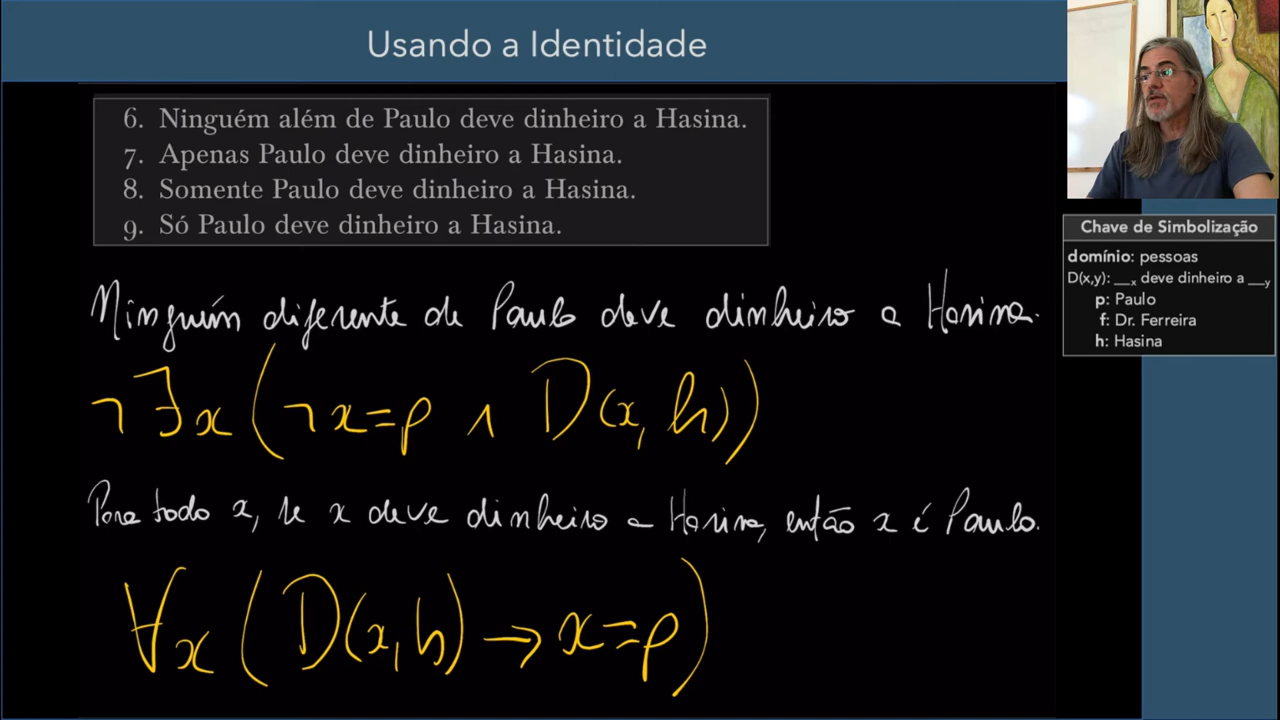 Usando a Identidade
6. Ninguém além de Paulo deve dinheiro a Hasina.
7. Apenas Paulo deve dinheiro a Hasina.
8. Somente Paulo deve dinheiro a Hasina.
9. Só Paulo deve dinheiro a Hasina.
Chave de Simbolização
domínio: pessoas
D(x,y): __x deve dinheiro a __y
p: Paulo
f: Dr. Ferreira
h: Hasina
Ninguém diferente de Paulo deve dinheiro a Hasina.
¬∃x(¬x=p ∧ D(x,h))
Para todo x, se x deve dinheiro a Hasina, então x é Paulo.
∀x(D(x,h) → x=p)